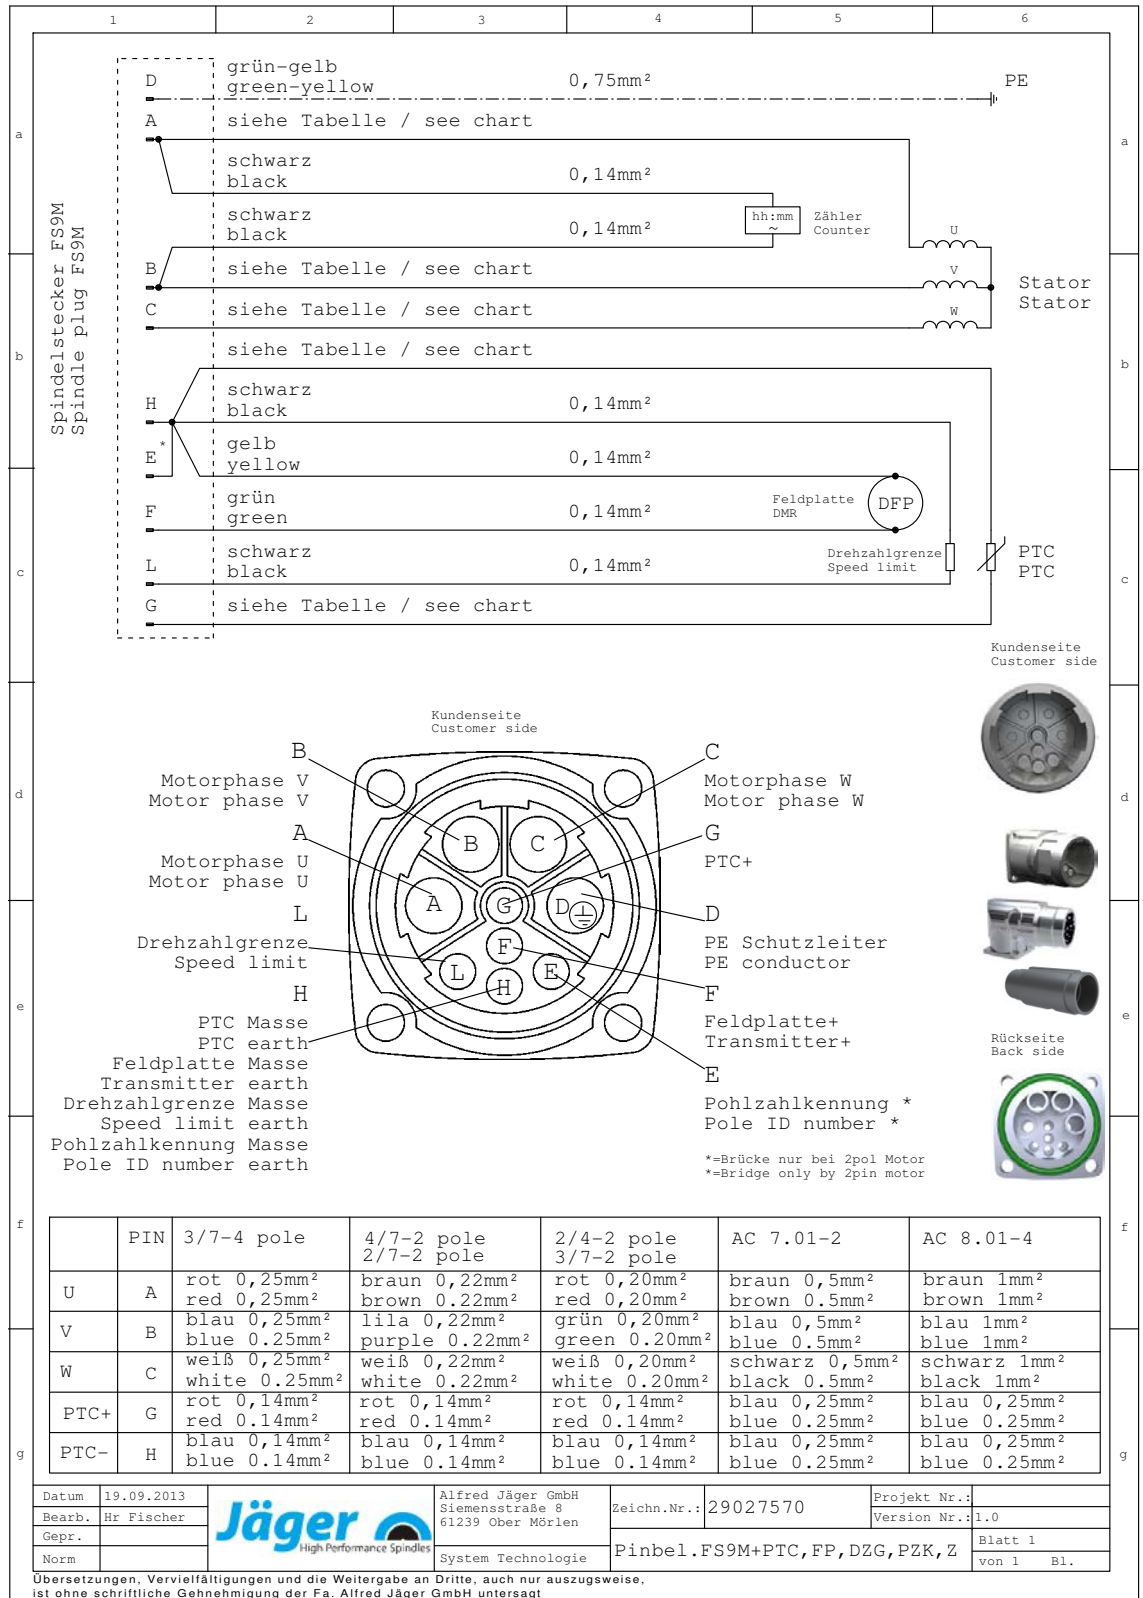 1 2 3 4 5 6
a
b
c
d
e
f
g
a
b
c
d
e
f
g
Spindelstecker FS9M
Spindle plug FS9M
D
grün-gelb
green-yellow
0,75mm²
PE
A
siehe Tabelle / see chart
schwarz
black
0,14mm²
schwarz
black
0,14mm²
hh:mm
~
Zähler
Counter
U
B
siehe Tabelle / see chart
V
C
siehe Tabelle / see chart
W
Stator
Stator
siehe Tabelle / see chart
H
schwarz
black
0,14mm²
E*
gelb
yellow
0,14mm²
F
grün
green
0,14mm²
Feldplatte
DMR
DFP
L
schwarz
black
0,14mm²
Drehzahlgrenze
Speed limit
PTC
PTC
G
siehe Tabelle / see chart
Kundenseite
Customer side
Kundenseite
Customer side
B
Motorphase V
Motor phase V
A
Motorphase U
Motor phase U
L
Drehzahlgrenze
Speed limit
H
PTC Masse
PTC earth
Feldplatte Masse
Transmitter earth
Drehzahlgrenze Masse
Speed limit earth
Pohlzahlkennung Masse
Pole ID number earth
B C
A G D
F
L E
H
C
Motorphase W
Motor phase W
G
PTC+
D
PE Schutzleiter
PE conductor
F
Feldplatte+
Transmitter+
E
Pohlzahlkennung *
Pole ID number *
*=Brücke nur bei 2pol Motor
*=Bridge only by 2pin motor
Rückseite
Back side
PIN 3/7-4 pole 4/7-2 pole 2/4-2 pole AC 7.01-2 AC 8.01-4
2/7-2 pole 3/7-2 pole
U A rot 0,25mm² braun 0,22mm² rot 0,20mm² braun 0,5mm² braun 1mm²
red 0,25mm² brown 0.22mm² red 0,20mm² brown 0.5mm² brown 1mm²
V B blau 0,25mm² lila 0,22mm² grün 0,20mm² blau 0,5mm² blau 1mm²
blue 0.25mm² purple 0.22mm² green 0.20mm² blue 0.5mm² blue 1mm²
W C weiß 0,25mm² weiß 0,22mm² weiß 0,20mm² schwarz 0,5mm² schwarz 1mm²
white 0.25mm² white 0.22mm² white 0.20mm² black 0.5mm² black 1mm²
PTC+ G rot 0,14mm² rot 0,14mm² rot 0,14mm² blau 0,25mm² blau 0,25mm²
red 0.14mm² red 0.14mm² red 0.14mm² blue 0.25mm² blue 0.25mm²
PTC- H blau 0,14mm² blau 0,14mm² blau 0,14mm² blau 0,25mm² blau 0,25mm²
blue 0.14mm² blue 0.14mm² blue 0.14mm² blue 0.25mm² blue 0.25mm²
Datum 19.09.2013
Bearb. Hr Fischer
Gepr.
Norm
Jäger
High Performance Spindles
Alfred Jäger GmbH
Siemensstraße 8
61239 Ober Mörlen
System Technologie
Zeichn.Nr.: 29027570
Projekt Nr.:
Version Nr.: 1.0
Pinbel.FS9M+PTC,FP,DZG,PZK,Z
Blatt 1
von 1 Bl.
Übersetzungen, Vervielfältigungen und die Weitergabe an Dritte, auch nur auszugsweise,
ist ohne schriftliche Gehnehmigung der Fa. Alfred Jäger GmbH untersagt